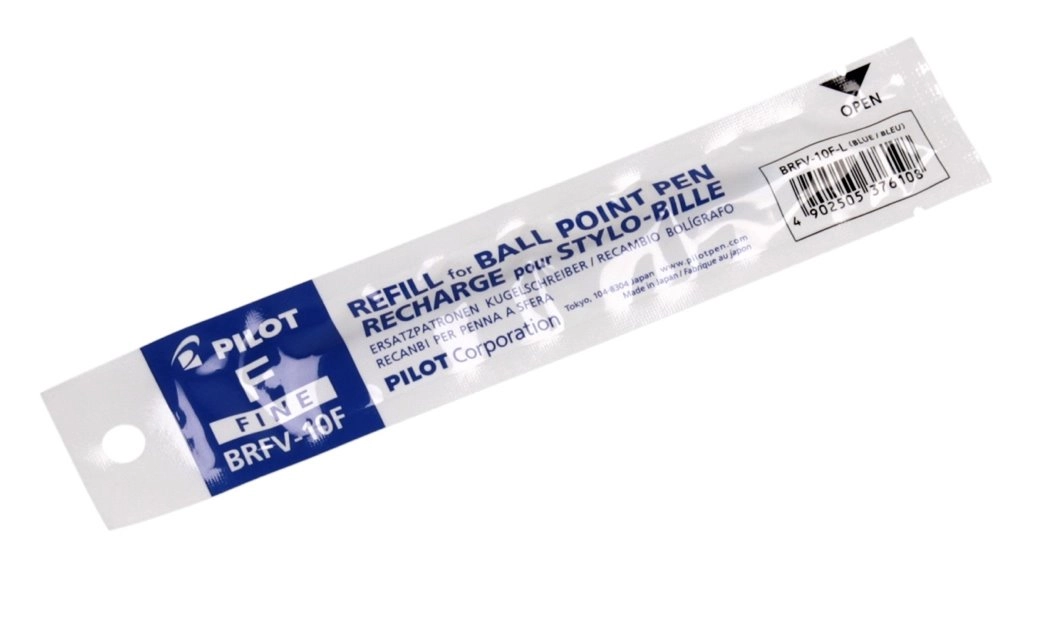 PILOT
F
FINE
BRFV-10F
REFILL for BALL POINT PEN
RECHARGE pour STYLO-BILLE
ERSATZPATRONEN KUGELSCHREIBER / RECAMBIO BOLÍGRAFO
RECANBI PER PENNA A SFERA
PILOT Corporation
Tokyo, 104-8304 Japan www.pilotpen.com
Made in Japan / Fabriqué au Japon
OPEN
BRFV-10F-L (BLUE / BLEU)
4 902505 376108